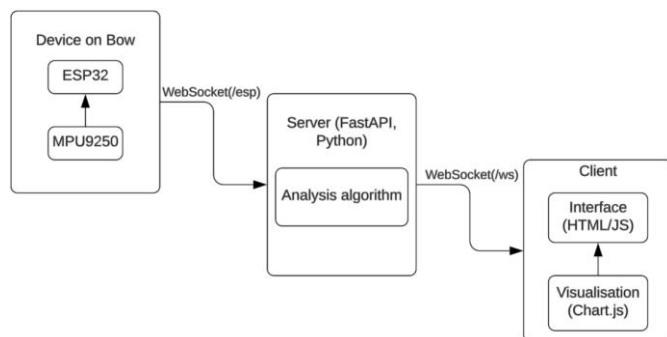 Device on Bow
ESP32
MPU9250
WebSocket(/esp)
Server (FastAPI,
Python)
Analysis algorithm
WebSocket(/ws)
Client
Interface
(HTML/JS)
Visualisation
(Chart.js)